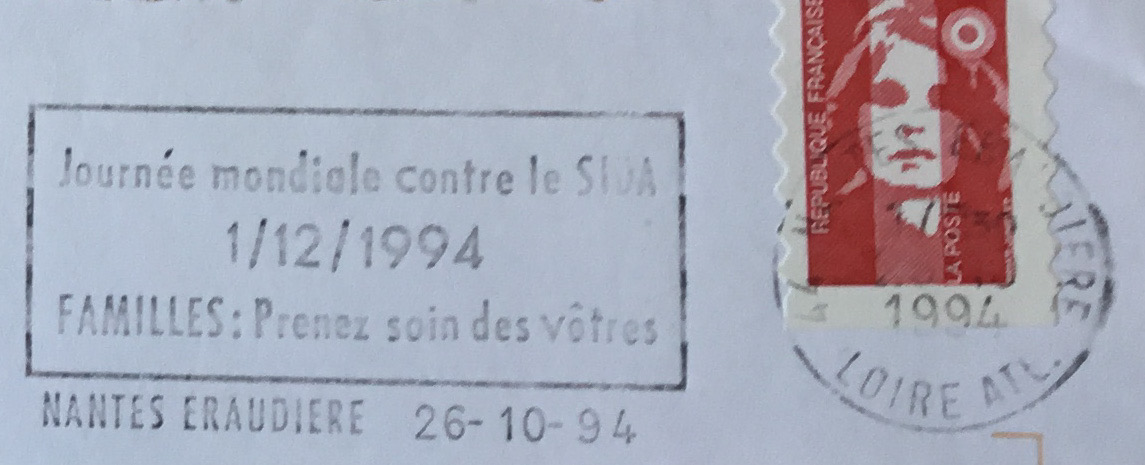 Journée mondiale contre le SIDA
1/12/1994
FAMILLES: Prenez soin des vôtres
NANTES ERAUDIERE 26-10-94
REPUBLIQUE FRANÇAISE
LA POSTE
1994
LOIRE ATL.